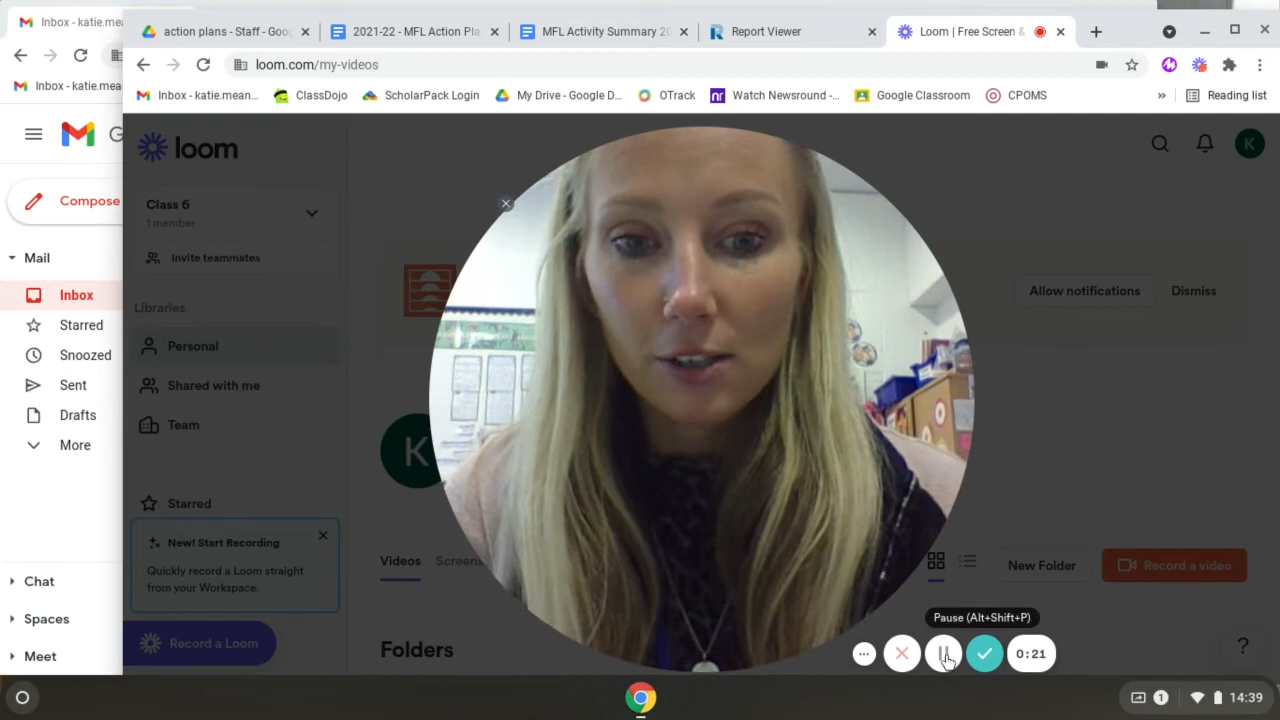 Inbox - katie.mea
action plans - Staff - Goo
2021-22 - MFL Action Pla
MFL Activity Summary 20
Report Viewer
Loom | Free Screen &
loom.com/my-videos
Inbox - katie.mea
Inbox - katie.mean...
ClassDojo
ScholarPack Login
My Drive - Google D...
OTrack
Watch Newsround -...
Google Classroom
CPOMS
»
Reading list
G
loom
K
Compose
Class 6
1 member
Invite teammates
Mail
Libraries
Inbox
Allow notifications
Dismiss
Starred
Personal
Snoozed
Shared with me
Sent
Drafts
Team
More
K
Starred
New! Start Recording
Quickly record a Loom straight
from your Workspace.
Videos
Screens
New Folder
Record a video
Chat
Spaces
Pause (Alt+Shift+P)
Record a Loom
Folders
0:21
?
Meet
1
14:39